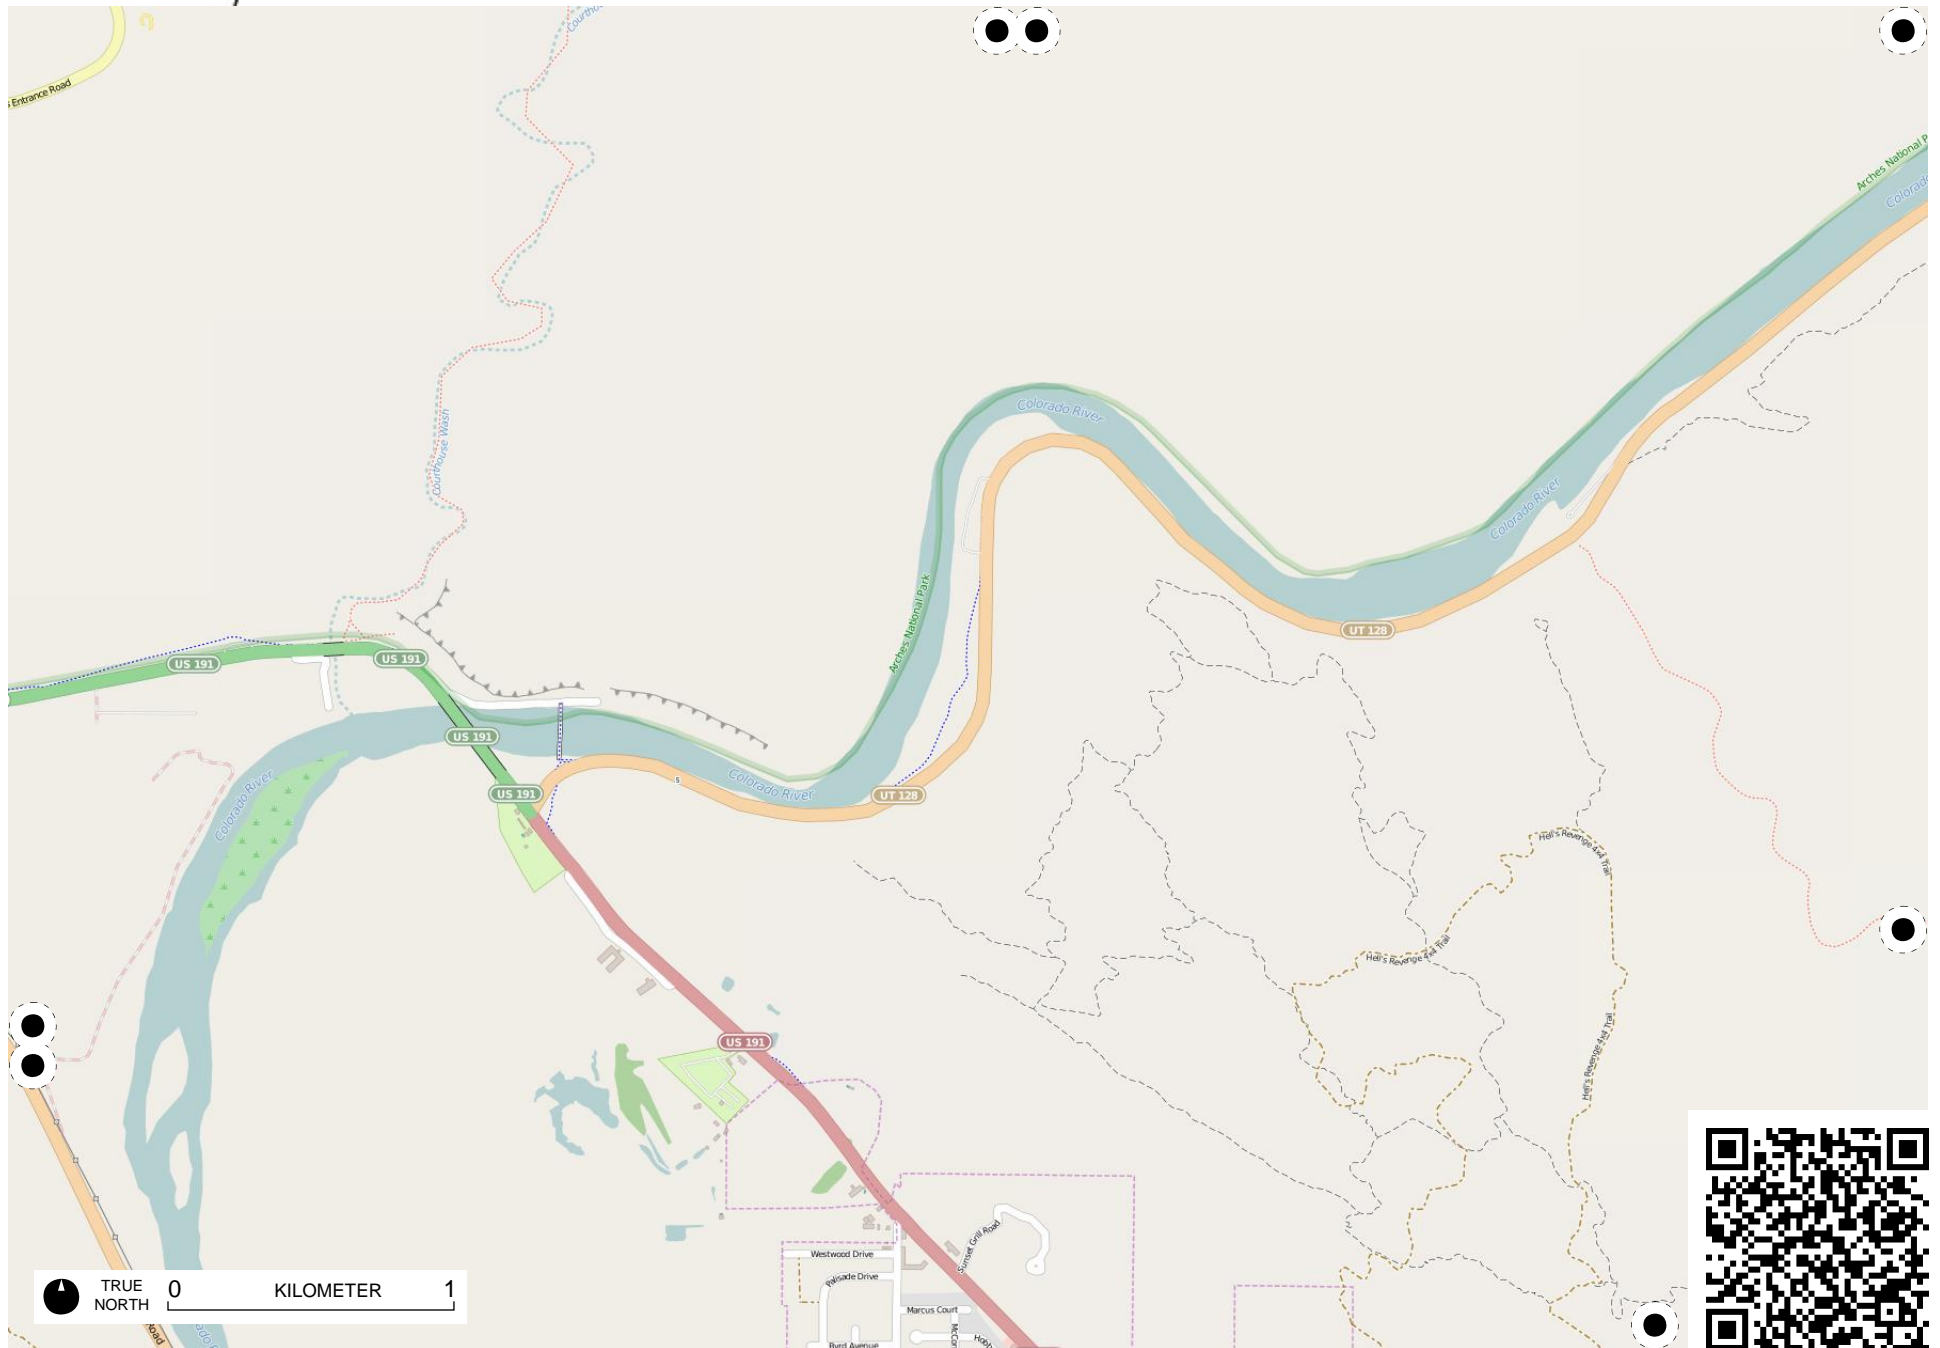 Entrance Road
Arches National P
Colorado
Colorado River
Courthouse Wash
Colorado River
Arches National Park
UT 128
US 191
US 191
US 191
US 191
Colorado River
5
UT 128
Colorado River
Hell's Revenge 4x4 Trail
Hell's Revenge 4x4 Trail
US 191
Hell's Revenge 4x4 Trail
Sunset Grill Road
Westwood Drive
Palisade Drive
TRUE NORTH
0 KILOMETER 1
Marcus Court
Road
Byrd Avenue